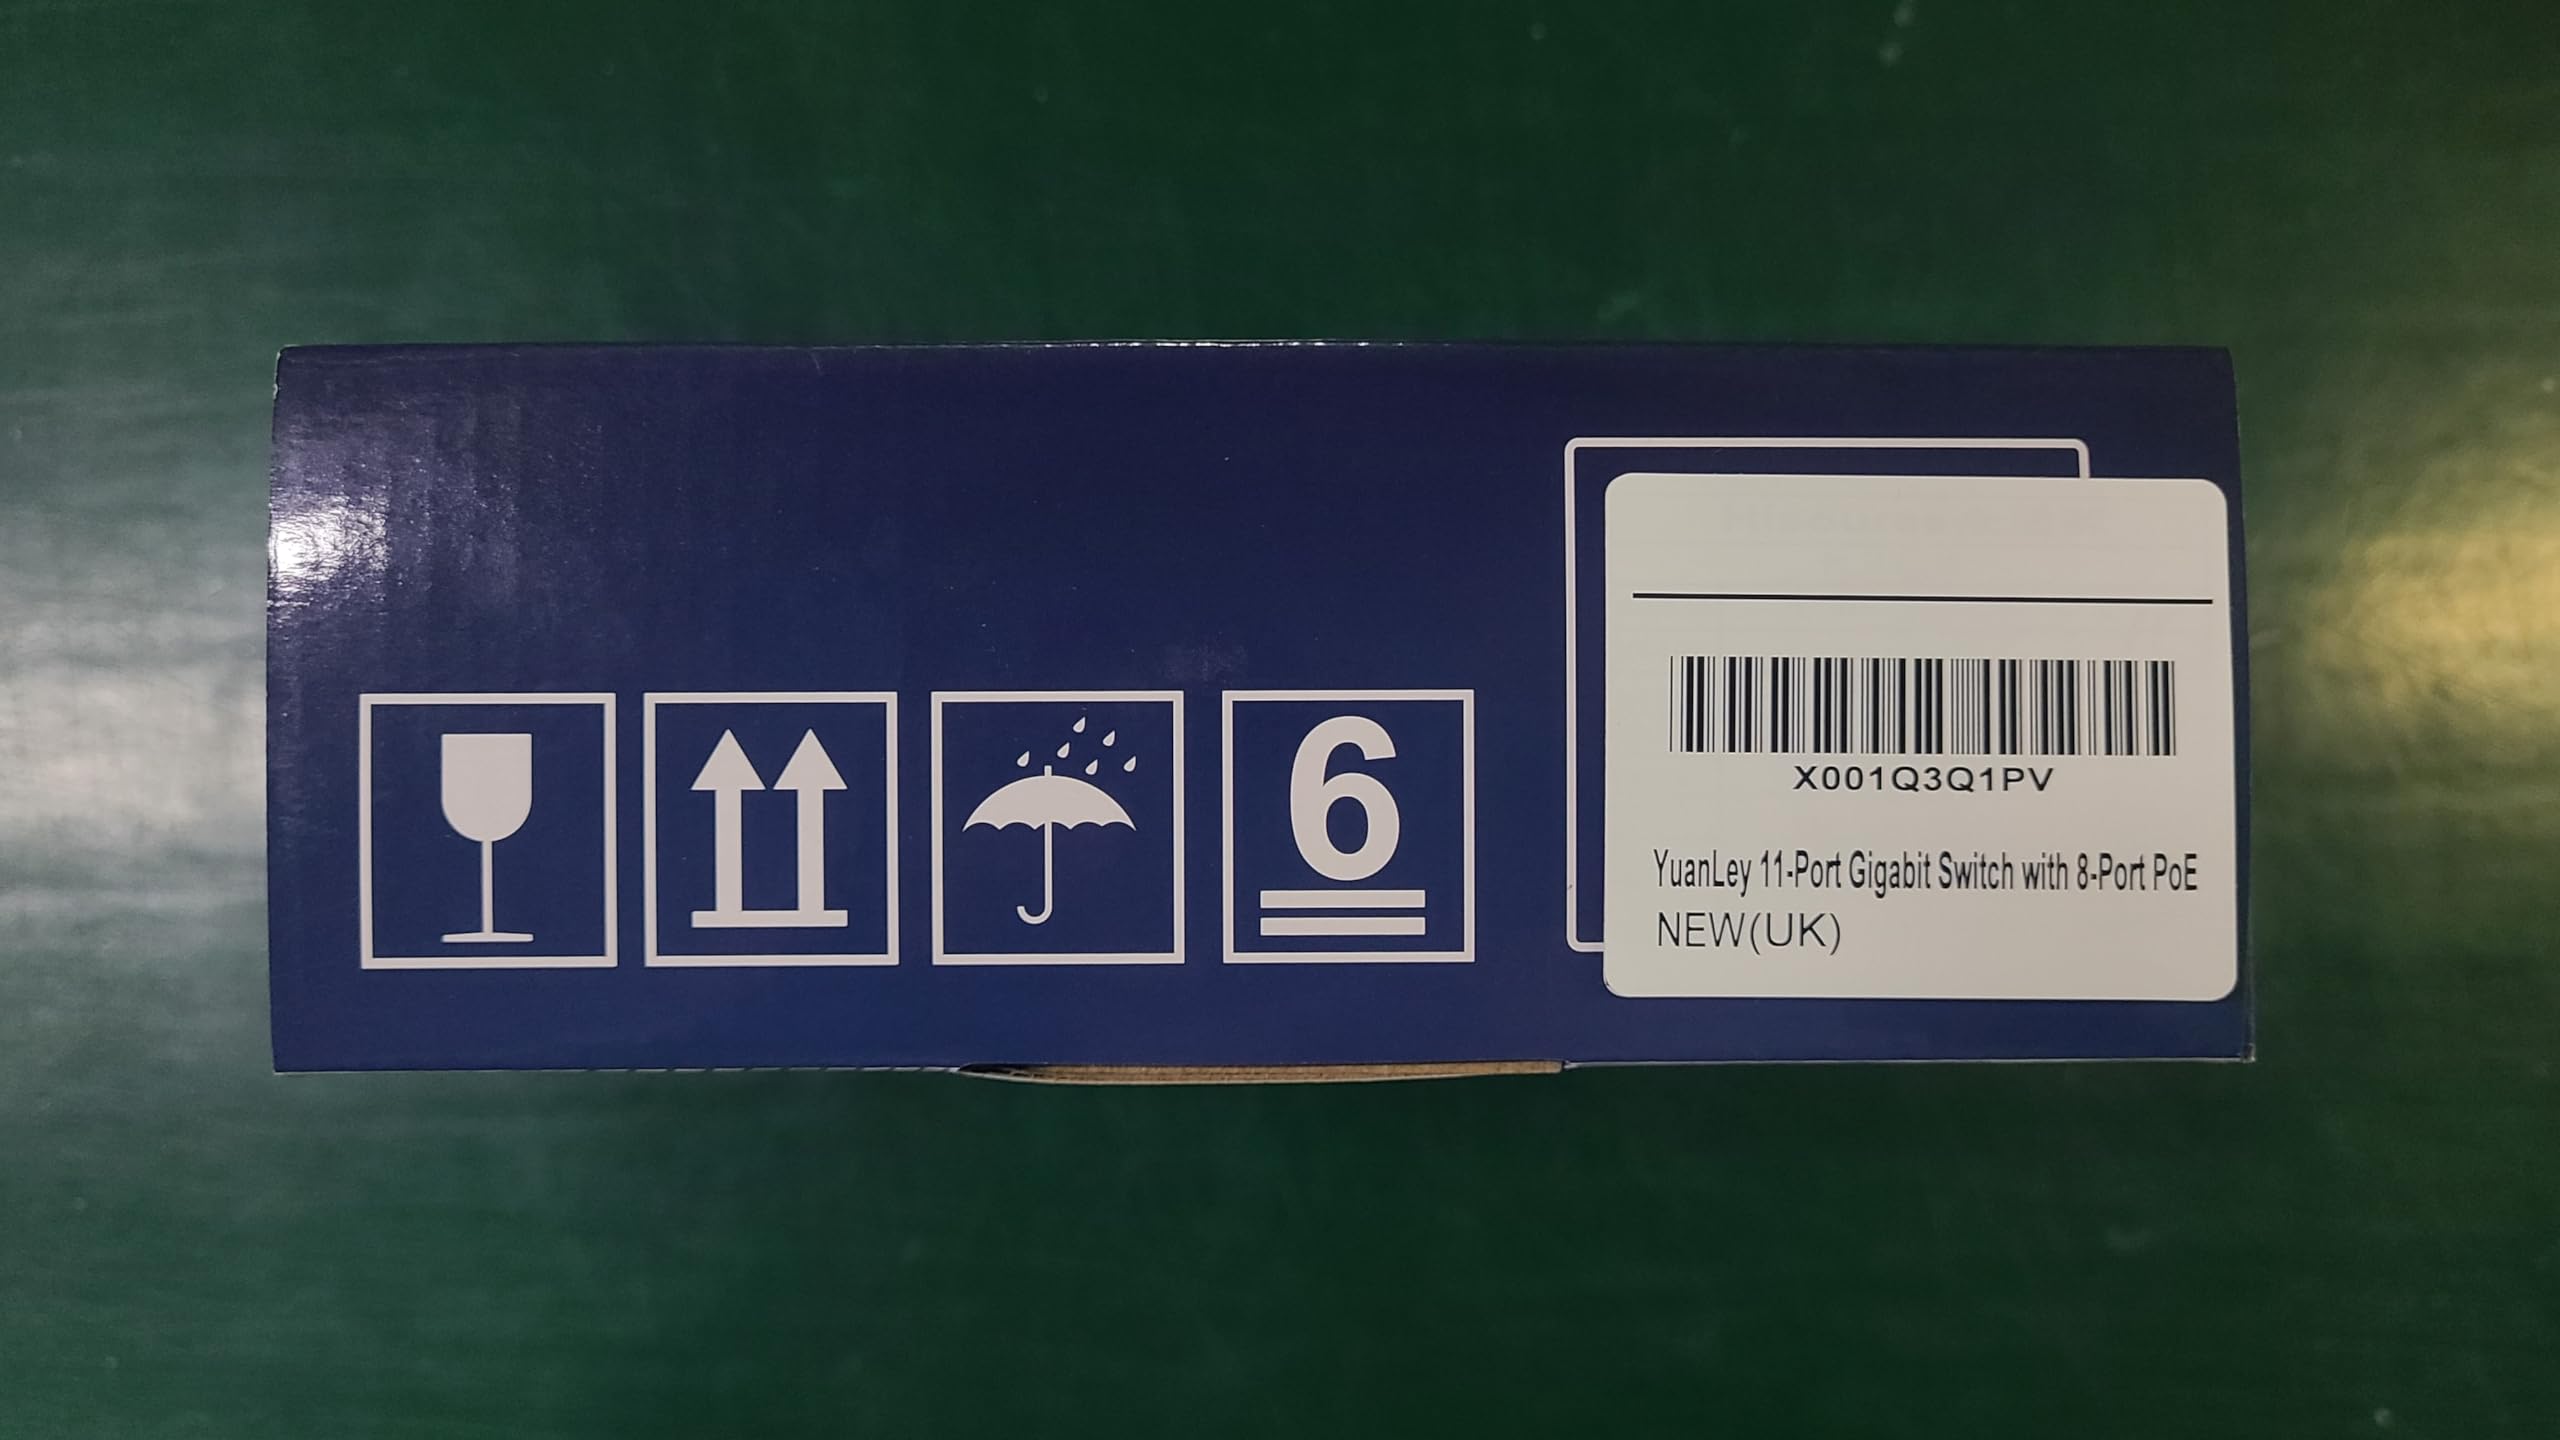 6
X001Q3Q1PV
YuanLey 11-Port Gigabit Switch with 8-Port PoE
NEW(UK)